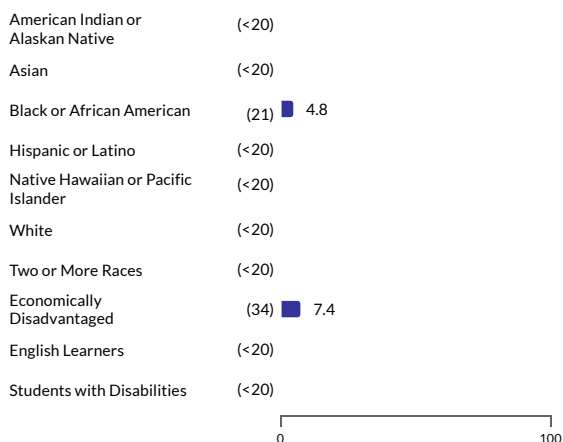 American Indian or
Alaskan Native (<20)
Asian (<20)
Black or African American (21) 4.8
Hispanic or Latino (<20)
Native Hawaiian or Pacific
Islander (<20)
White (<20)
Two or More Races (<20)
Economically
Disadvantaged (34) 7.4
English Learners (<20)
Students with Disabilities (<20)
0 100